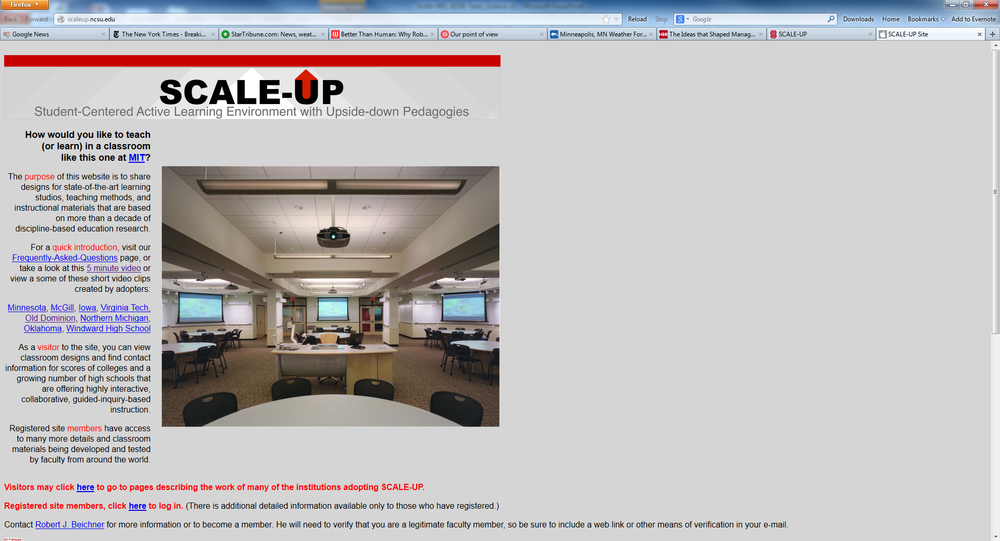 Firefox
Back Forward scaleup.ncsu.edu Reload Stop Google Downloads Home Bookmarks Add to Evernote
Google News The New York Times - Breaki... StarTribune.com: News, weat... Better Than Human: Why Rob... Our point of view Minneapolis, MN Weather For... HBR The Ideas that Shaped Manag... SCALE-UP SCALE-UP Site
SCALE-UP
Student-Centered Active Learning Environment with Upside-down Pedagogies
How would you like to teach
(or learn) in a classroom
like this one at MIT?
The purpose of this website is to share
designs for state-of-the-art learning
studios, teaching methods, and
instructional materials that are based
on more than a decade of
discipline-based education research.
For a quick introduction, visit our
Frequently-Asked-Questions page, or
take a look at this 5 minute video or
view a some of these short video clips
created by adopters:
Minnesota, McGill, Iowa, Virginia Tech,
Old Dominion, Northern Michigan,
Oklahoma, Windward High School
As a visitor to the site, you can view
classroom designs and find contact
information for scores of colleges and a
growing number of high schools that
are offering highly interactive,
collaborative, guided-inquiry-based
instruction.
Registered site members have access
to many more details and classroom
materials being developed and tested
by faculty from around the world.
Visitors may click here to go to pages describing the work of many of the institutions adopting SCALE-UP.
Registered site members, click here to log in. (There is additional detailed information available only to those who have registered.)
Contact Robert J. Beichner for more information or to become a member. He will need to verify that you are a legitimate faculty member, so be sure to include a web link or other means of verification in your e-mail.
En Français